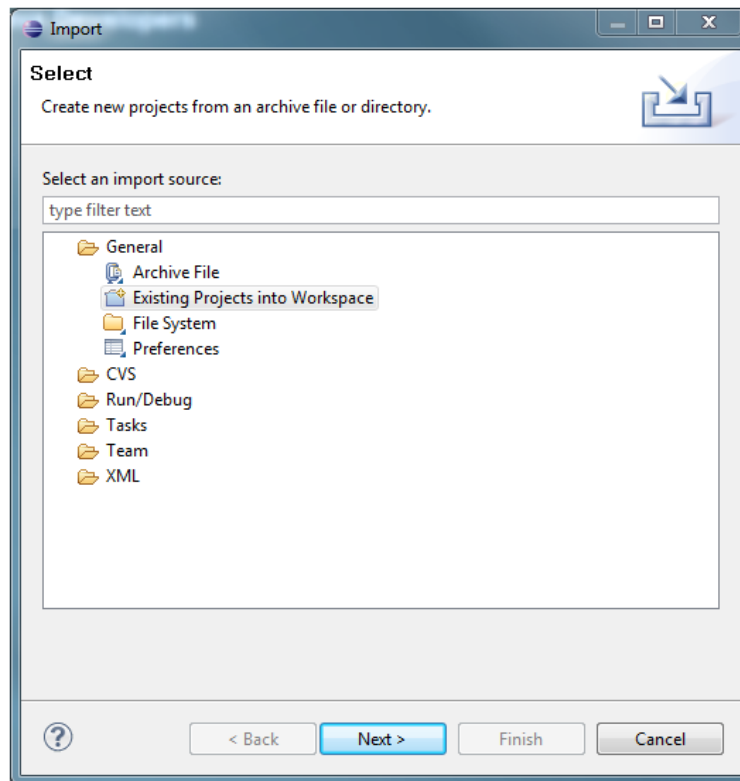 Developers
Import
Select
Create new projects from an archive file or directory.
Select an import source:
type filter text
General
Archive File
Existing Projects into Workspace
File System
Preferences
CVS
Run/Debug
Tasks
Team
XML
?
< Back Next > Finish Cancel